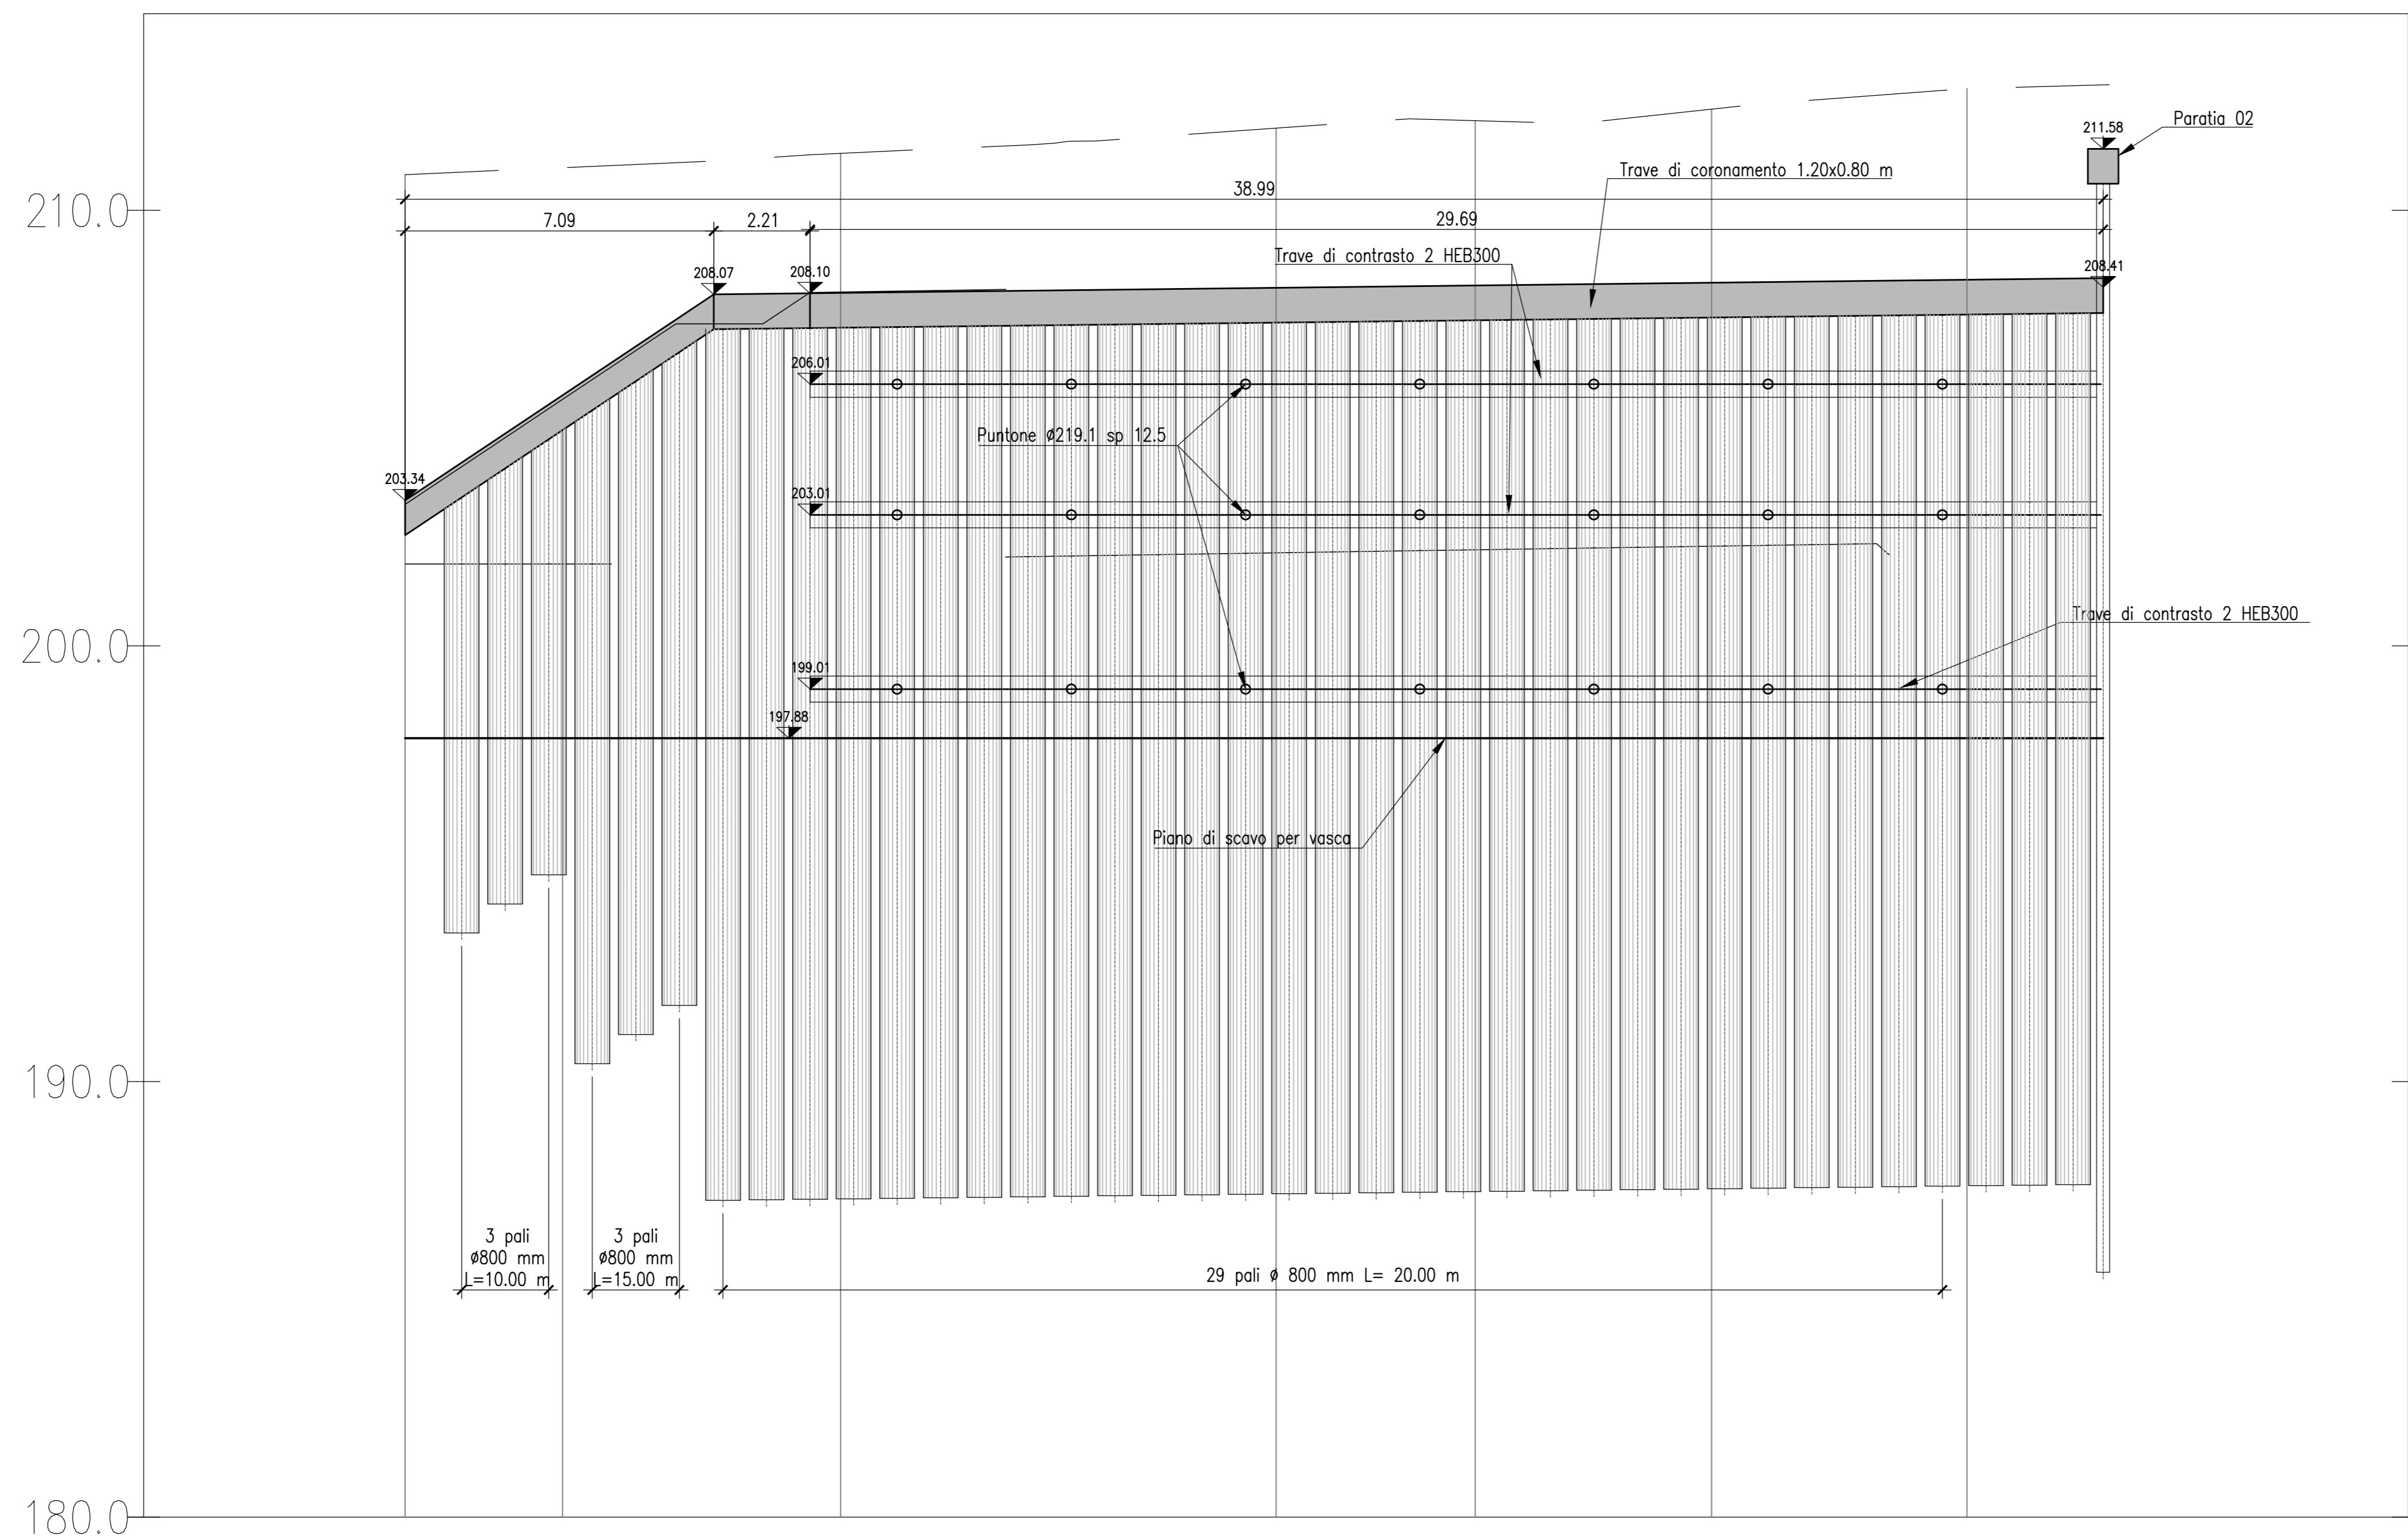 211.58
Paratia 02
Trave di coronamento 1.20x0.80 m
38.99
210.0
7.09
2.21
29.69
Trave di contrasto 2 HEB300
208.07
208.10
208.41
206.01
Puntone Ø219.1 sp 12.5
203.34
203.01
Trave di contrasto 2 HEB300
200.0
199.01
197.88
Piano di scavo per vasca
190.0
3 pali
Ø800 mm
L=10.00 m
3 pali
Ø800 mm
L=15.00 m
29 pali Ø 800 mm L= 20.00 m
180.0